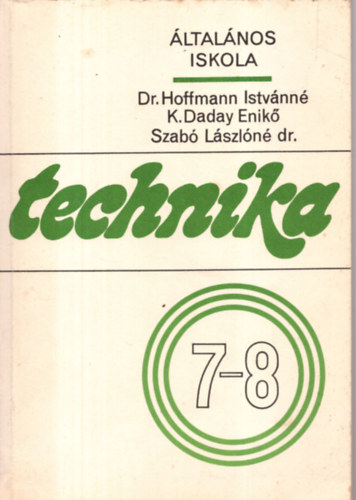 ÁLTALÁNOS
ISKOLA
Dr. Hoffmann Istvánné
K. Daday Enikő
Szabó Lászlóné dr.
technika
7-8